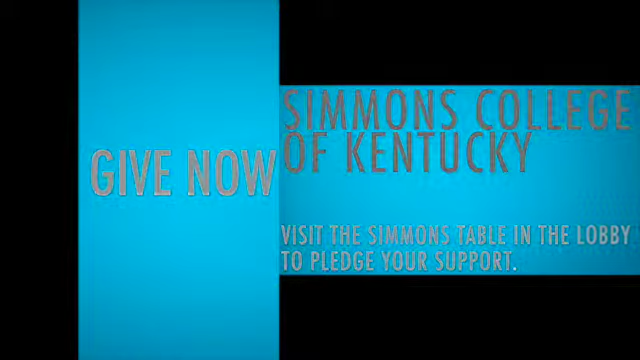 GIVE NOW
SIMMONS COLLEGE
OF KENTUCKY
VISIT THE SIMMONS TABLE IN THE LOBBY
TO PLEDGE YOUR SUPPORT.